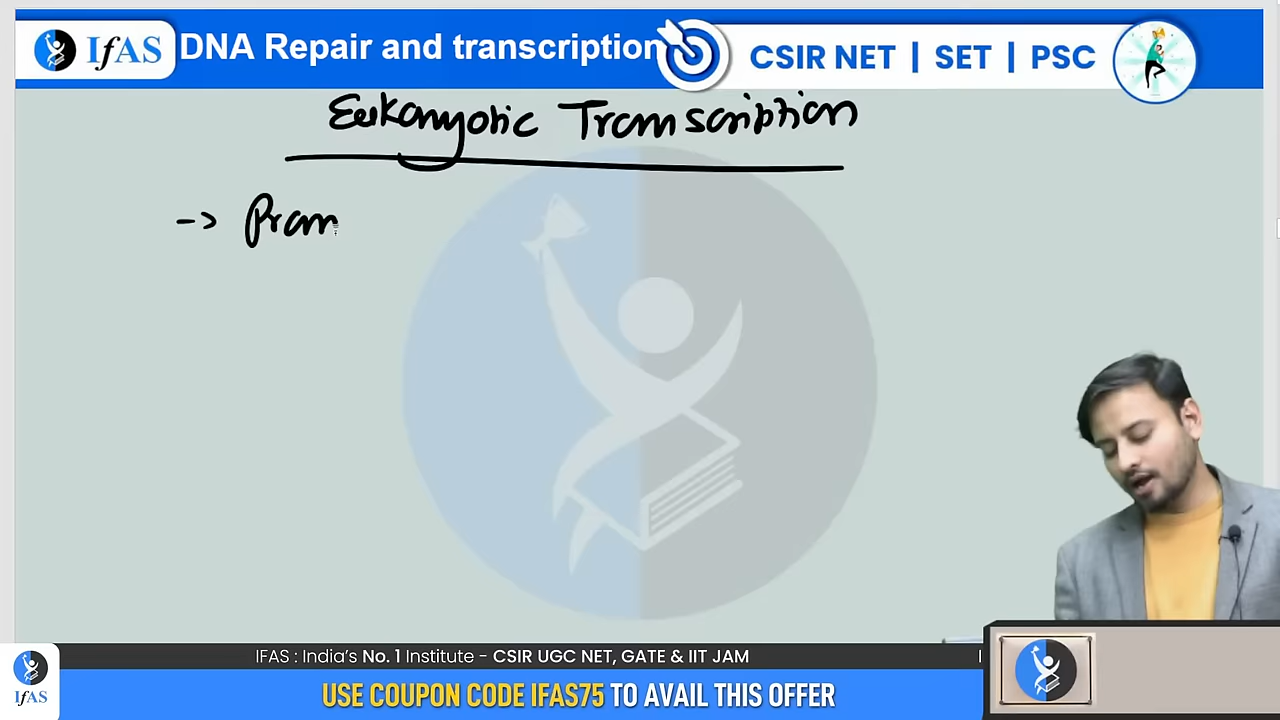 IfAS DNA Repair and transcription CSIR NET | SET | PSC
Eukaryotic Transcription
-> Prom
IFAS : India's No. 1 Institute - CSIR UGC NET, GATE & IIT JAM
IfAS
USE COUPON CODE IFAS75 TO AVAIL THIS OFFER